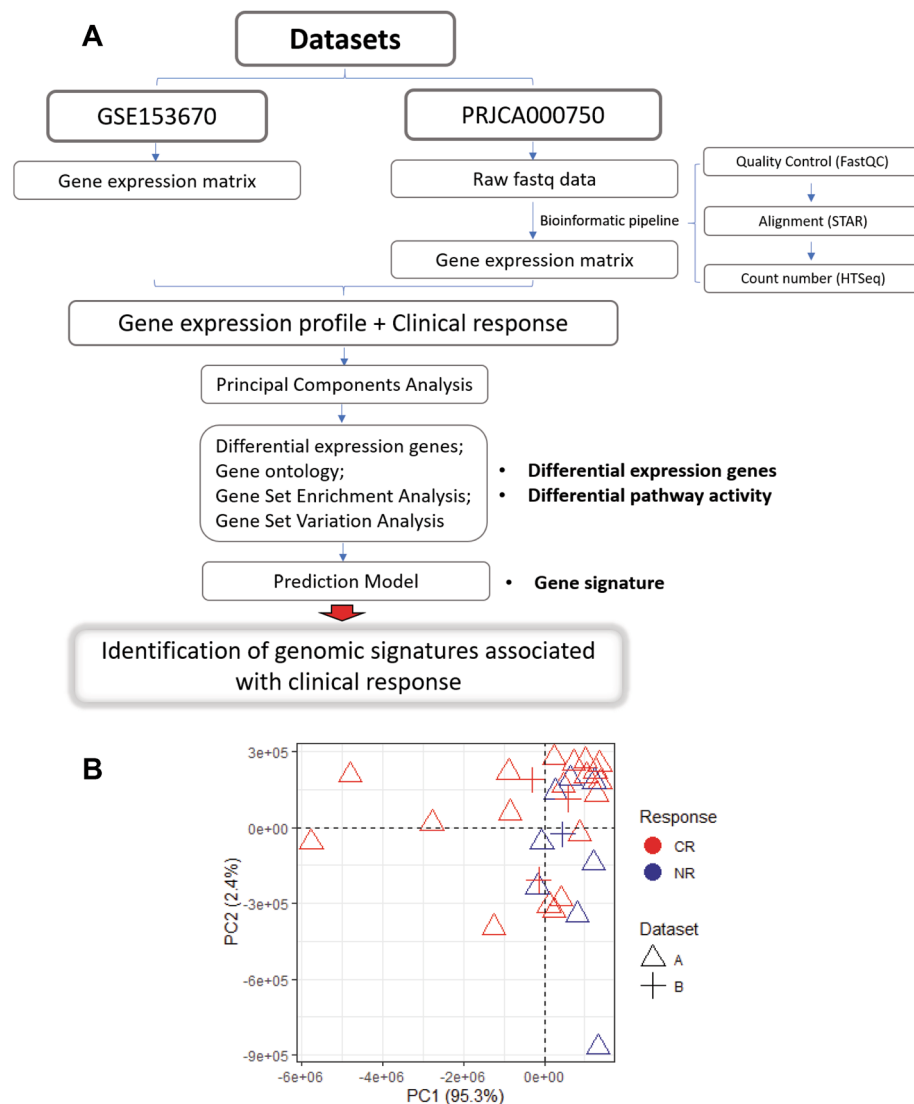 A
Datasets
GSE153670
PRJCA000750
Gene expression matrix
Raw fastq data
Bioinformatic pipeline
Quality Control (FastQC)
Alignment (STAR)
Count number (HTSeq)
Gene expression matrix
Gene expression profile + Clinical response
Principal Components Analysis
Differential expression genes;
Gene ontology;
Gene Set Enrichment Analysis;
Gene Set Variation Analysis
• Differential expression genes
• Differential pathway activity
Prediction Model
• Gene signature
Identification of genomic signatures associated
with clinical response
B
PC2 (2.4%)
3e+05
0e+00
-3e+05
-6e+05
-9e+05
-6e+06
-4e+06
-2e+06
0e+00
PC1 (95.3%)
Response
CR
NR
Dataset
A
B